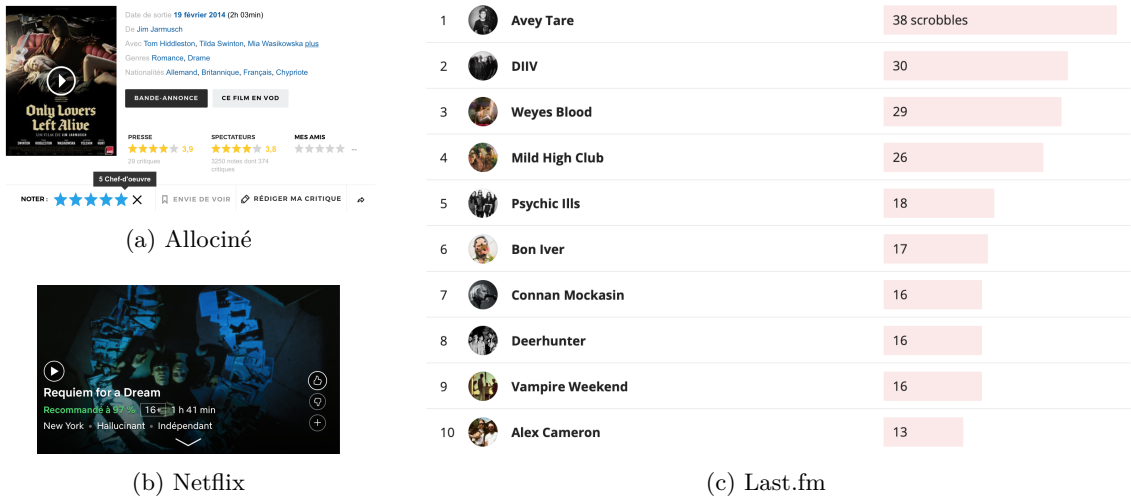 Date de sortie 19 février 2014 (2h 03min)
De Jim Jarmusch
Avec Tom Hiddleston, Tilda Swinton, Mia Wasikowska plus
Genres Romance, Drame
Nationalités Allemand, Britannique, Français, Chypriote
BANDE-ANNONCE CE FILM EN VOD
Only Lovers
Left Alive
UN FILM DE JIM JARMUSCH
PRESSE SPECTATEURS MES AMIS
3,9 3,8 --
29 critiques 3250 notes dont 374
critiques
5 Chef-d'oeuvre
NOTER : ENVIE DE VOIR RÉDIGER MA CRITIQUE
(a) Allociné
Requiem for a Dream
Recommandé à 97 % 16+ 1 h 41 min
New York • Hallucinant • Indépendant
(b) Netflix
1 Avey Tare 38 scrobbles
2 DIIV 30
3 Weyes Blood 29
4 Mild High Club 26
5 Psychic Ills 18
6 Bon Iver 17
7 Connan Mockasin 16
8 Deerhunter 16
9 Vampire Weekend 16
10 Alex Cameron 13
(c) Last.fm